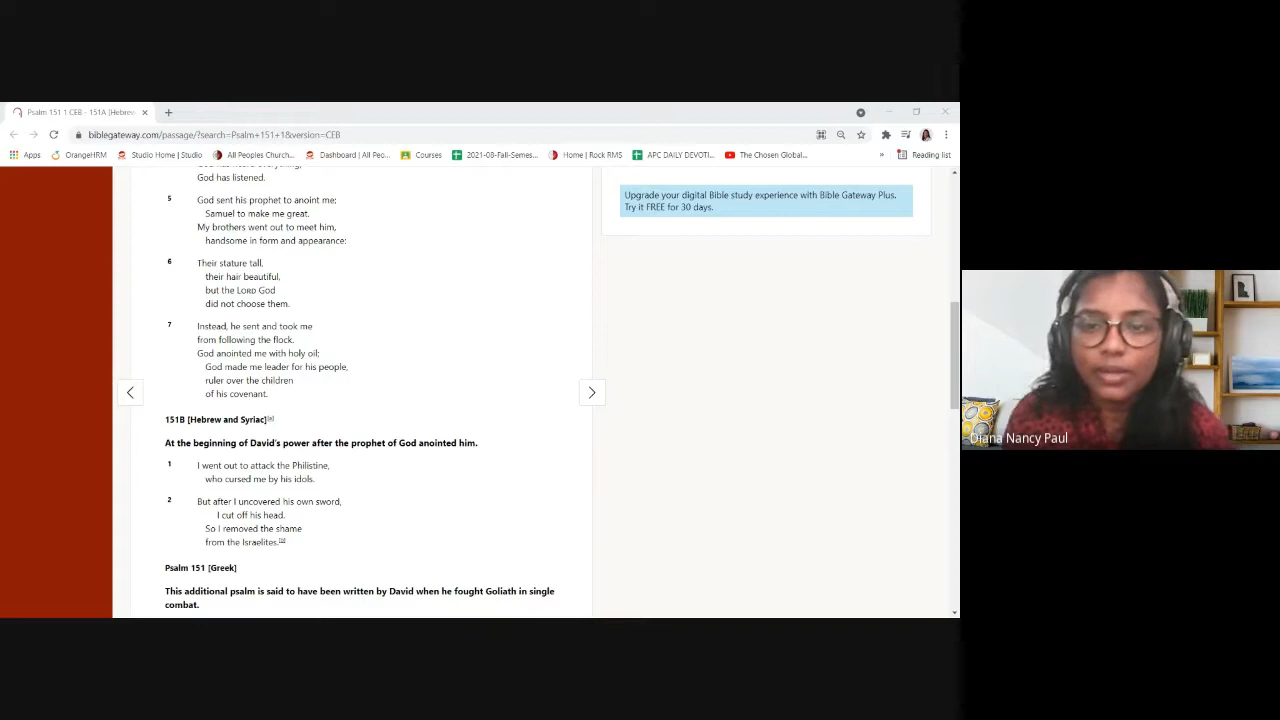 Psalm 151 1 CEB - 151A [Hebrew
biblegateway.com/passage/?search=Psalm+151+1&version=CEB
Apps OrangeHRM Studio Home | Studio All Peoples Church... Dashboard | All Peo... Courses 2021-08-Fall-Semes... Home | Rock RMS APC DAILY DEVOTI... The Chosen Global... » Reading list
God has listened.
5 God sent his prophet to anoint me;
Samuel to make me great.
My brothers went out to meet him,
handsome in form and appearance:
6 Their stature tall,
their hair beautiful,
but the LORD God
did not choose them.
7 Instead, he sent and took me
from following the flock.
God anointed me with holy oil;
God made me leader for his people,
ruler over the children
of his covenant.
151B [Hebrew and Syriac][a]
At the beginning of David's power after the prophet of God anointed him.
1 I went out to attack the Philistine,
who cursed me by his idols.
2 But after I uncovered his own sword,
I cut off his head.
So I removed the shame
from the Israelites.[b]
Psalm 151 [Greek]
This additional psalm is said to have been written by David when he fought Goliath in single
combat.
Upgrade your digital Bible study experience with Bible Gateway Plus.
Try it FREE for 30 days.
Diana Nancy Paul